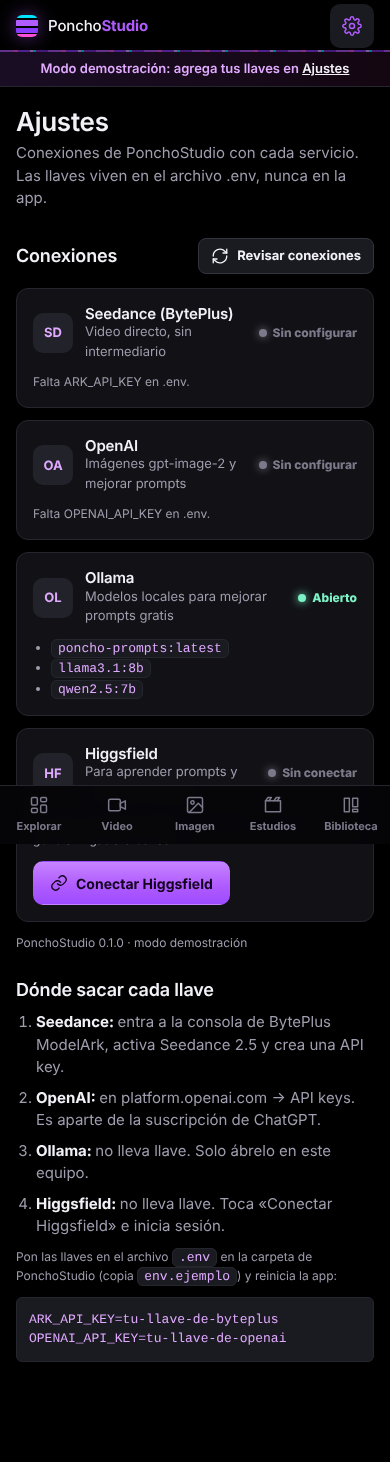 PonchoStudio
Modo demostración: agrega tus llaves en Ajustes
Ajustes
Conexiones de PonchoStudio con cada servicio.
Las llaves viven en el archivo .env, nunca en la
app.
Conexiones
Revisar conexiones
SD
Seedance (BytePlus)
Video directo, sin
intermediario
Sin configurar
Falta ARK_API_KEY en .env.
OA
OpenAI
Imágenes gpt-image-2 y
mejorar prompts
Sin configurar
Falta OPENAI_API_KEY en .env.
OL
Ollama
Modelos locales para mejorar
prompts gratis
Abierto
poncho-prompts:latest
llama3.1:8b
qwen2.5:7b
HF
Higgsfield
Para aprender prompts y
Sin conectar
Explorar
Video
Imagen
Estudios
Biblioteca
Conectar Higgsfield
PonchoStudio 0.1.0 · modo demostración
Dónde sacar cada llave
1. Seedance: entra a la consola de BytePlus
ModelArk, activa Seedance 2.5 y crea una API
key.
2. OpenAI: en platform.openai.com → API keys.
Es aparte de la suscripción de ChatGPT.
3. Ollama: no lleva llave. Solo ábrelo en este
equipo.
4. Higgsfield: no lleva llave. Toca «Conectar
Higgsfield» e inicia sesión.
Pon las llaves en el archivo .env en la carpeta de
PonchoStudio (copia env.ejemplo) y reinicia la app:
ARK_API_KEY=tu-llave-de-byteplus
OPENAI_API_KEY=tu-llave-de-openai